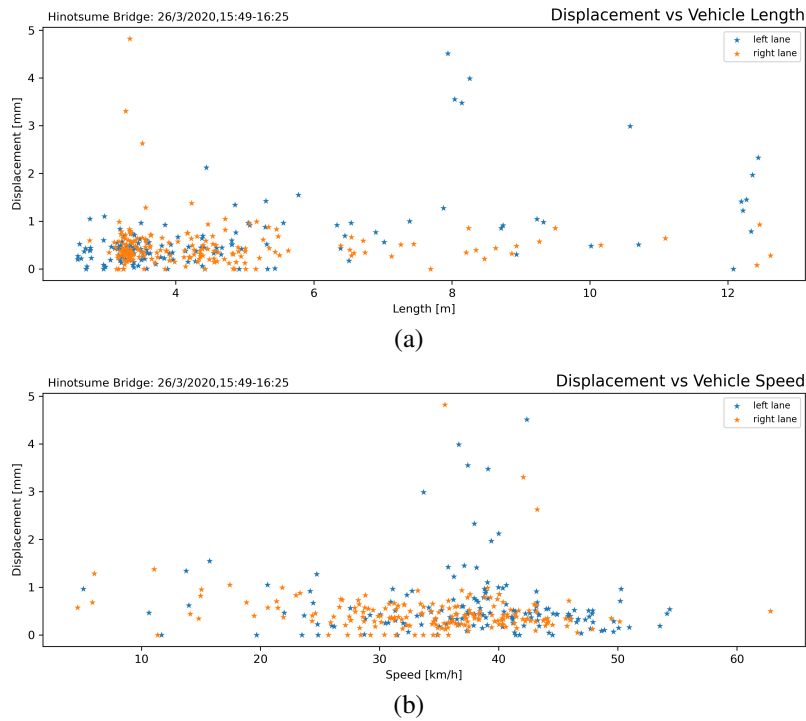 Hinotsume Bridge: 26/3/2020,15:49-16:25
Displacement vs Vehicle Length
left lane
right lane
Displacement [mm]
5
4
3
2
1
0
4
6
8
10
12
Length [m]
(a)
Hinotsume Bridge: 26/3/2020,15:49-16:25
Displacement vs Vehicle Speed
left lane
right lane
Displacement [mm]
5
4
3
2
1
0
10
20
30
40
50
60
Speed [km/h]
(b)